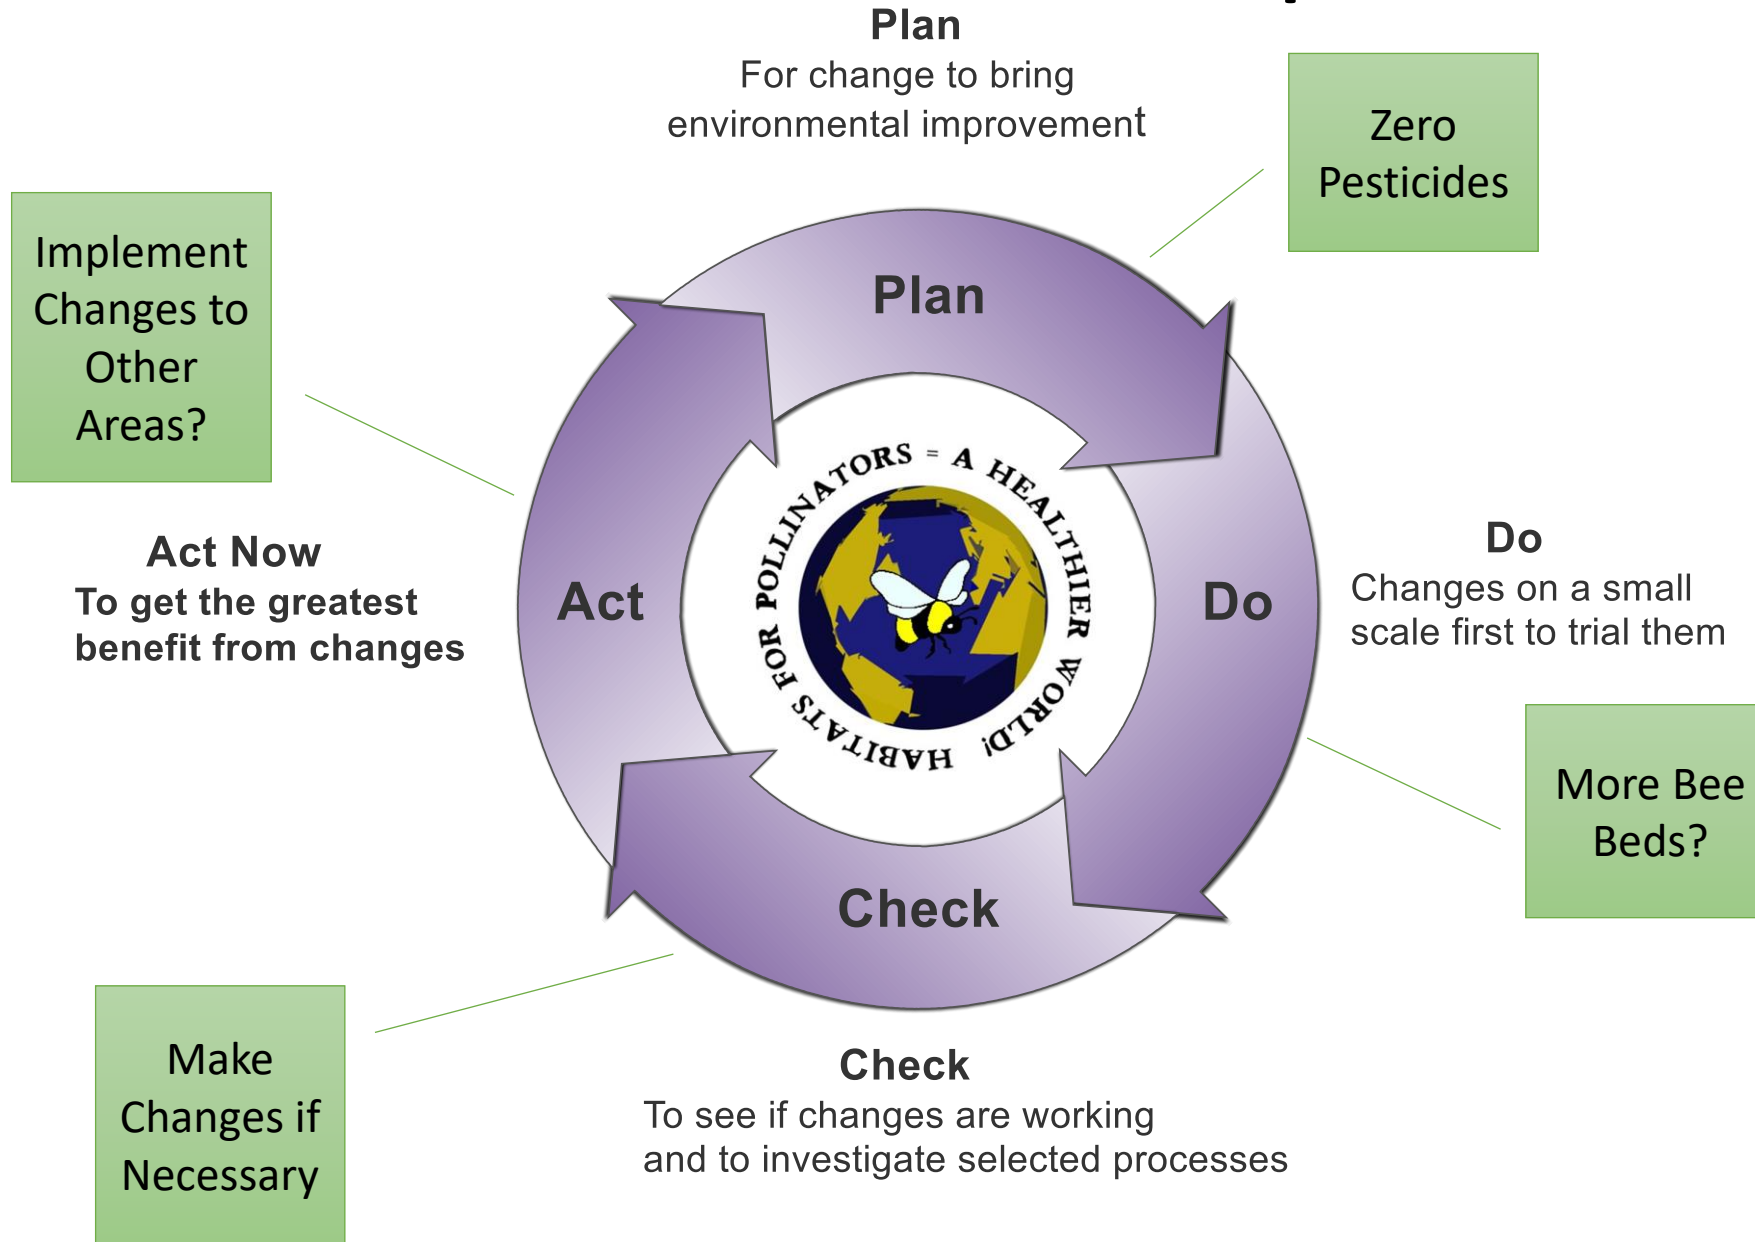 Plan
For change to bring
environmental improvement
Zero
Pesticides
Implement
Changes to
Other
Areas?
Plan
Act Now
To get the greatest
benefit from changes
Act
HABITATS FOR POLLINATORS = A HEALTHIER WORLD!
Do
Do
Changes on a small
scale first to trial them
More Bee
Beds?
Check
Make
Changes if
Necessary
Check
To see if changes are working
and to investigate selected processes